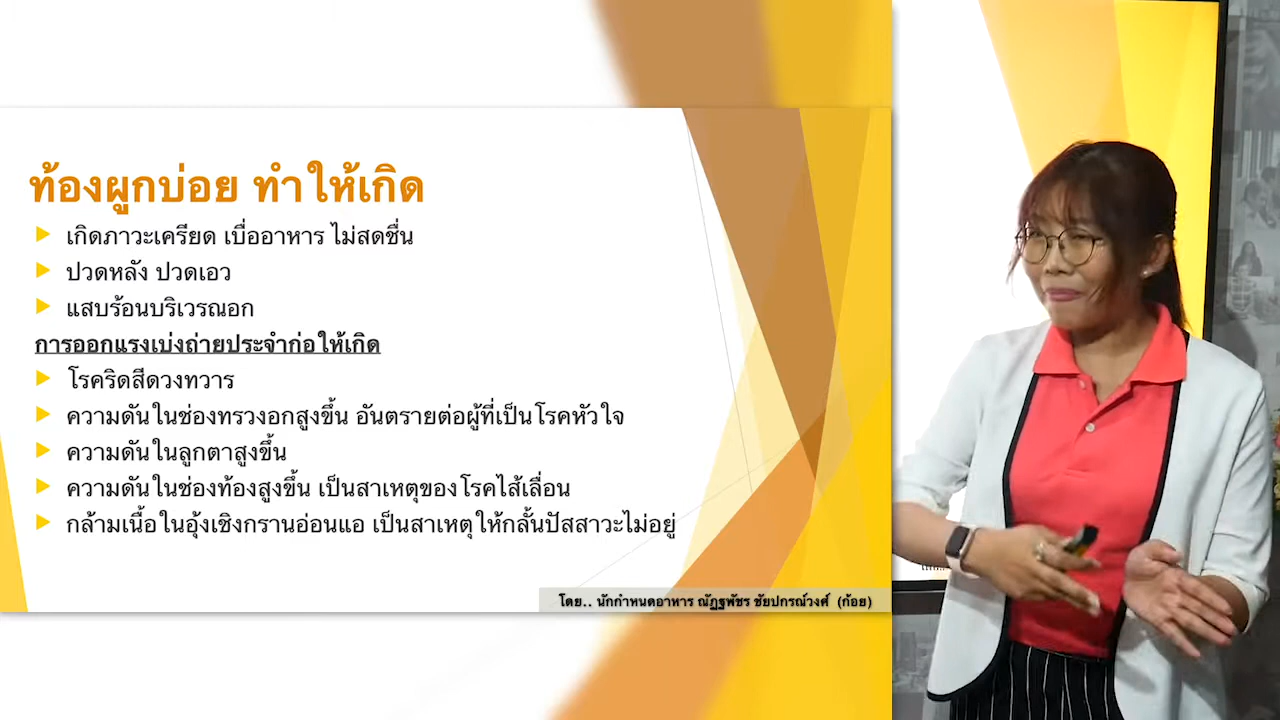 ท้องผูกบ่อย ทำให้เกิด
เกิดภาวะเครียด เบื่ออาหาร ไม่สดชื่น
ปวดหลัง ปวดเอว
แสบร้อนบริเวรณอก
การออกแรงเบ่งถ่ายประจำก่อให้เกิด
โรคริดสีดวงทวาร
ความดันในช่องทรวงอกสูงขึ้น อันตรายต่อผู้ที่เป็นโรคหัวใจ
ความดันในลูกตาสูงขึ้น
ความดันในช่องท้องสูงขึ้น เป็นสาเหตุของโรคไส้เลื่อน
กล้ามเนื้อในอุ้งเชิงกรานอ่อนแอ เป็นสาเหตุให้กลั้นปัสสาวะไม่อยู่
โดย.. นักกำหนดอาหาร ณัฏฐพัชร ชัยปกรณ์วงศ์ (ก้อย)